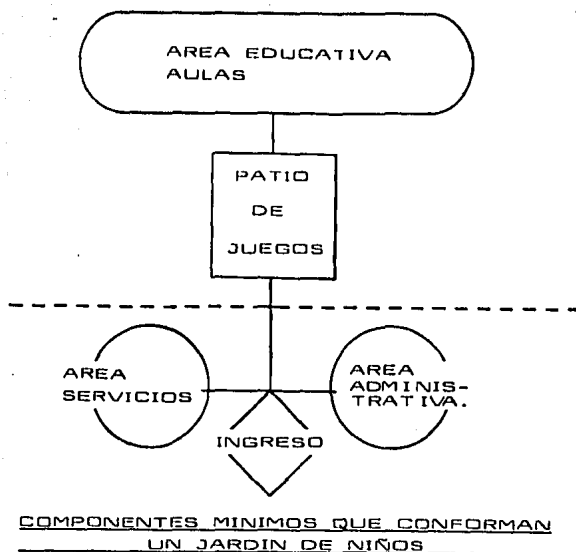 AREA EDUCATIVA
AULAS
PATIO
DE
JUEGOS
AREA
SERVICIOS
AREA
ADMINIS-
TRATIVA.
INGRESO
COMPONENTES MINIMOS QUE CONFORMAN
UN JARDIN DE NIÑOS